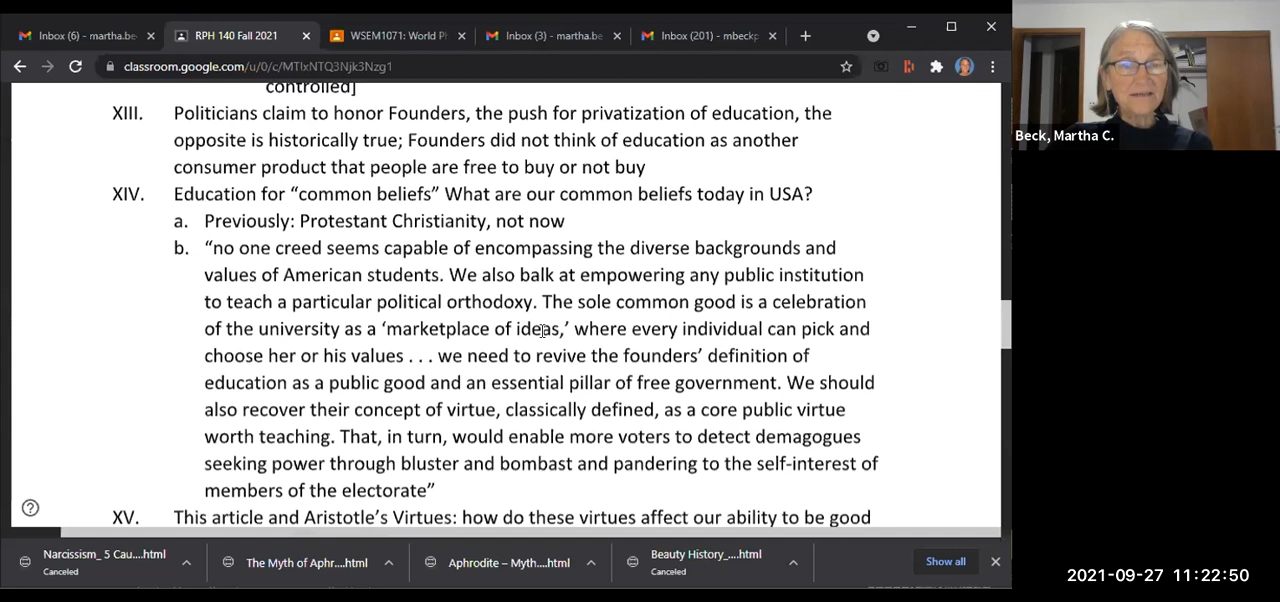 Inbox (6) - martha.be
RPH 140 Fall 2021
WSEM1071: World Pl
Inbox (3) - martha.be
Inbox (201) - mbeckp
classroom.google.com/u/0/c/MTIxNTQ3Njk3Nzg1
controlled]
XIII. Politicians claim to honor Founders, the push for privatization of education, the
opposite is historically true; Founders did not think of education as another
consumer product that people are free to buy or not buy
XIV. Education for “common beliefs” What are our common beliefs today in USA?
a. Previously: Protestant Christianity, not now
b. “no one creed seems capable of encompassing the diverse backgrounds and
values of American students. We also balk at empowering any public institution
to teach a particular political orthodoxy. The sole common good is a celebration
of the university as a ‘marketplace of ideas,’ where every individual can pick and
choose her or his values . . . we need to revive the founders’ definition of
education as a public good and an essential pillar of free government. We should
also recover their concept of virtue, classically defined, as a core public virtue
worth teaching. That, in turn, would enable more voters to detect demagogues
seeking power through bluster and bombast and pandering to the self-interest of
members of the electorate”
XV. This article and Aristotle’s Virtues: how do these virtues affect our ability to be good
Narcissism_ 5 Cau....html
Canceled
The Myth of Aphr....html
Aphrodite – Myth....html
Beauty History_....html
Canceled
Show all
Beck, Martha C.
2021-09-27 11:22:50